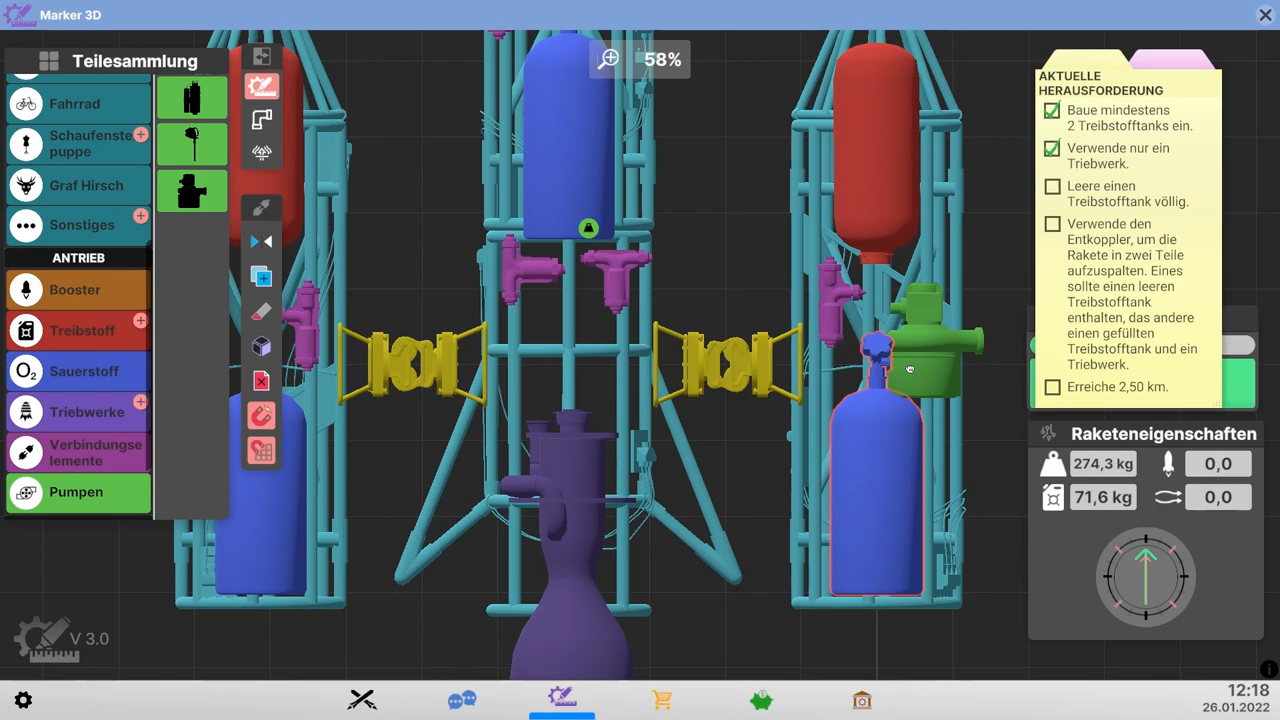 Marker 3D
Teilesammlung
58%
Fahrrad
Schaufenste
puppe
Graf Hirsch
Sonstiges
ANTRIEB
Booster
Treibstoff
O2
Sauerstoff
Triebwerke
Verbindungse
lemente
Pumpen
V 3.0
AKTUELLE
HERAUSFORDERUNG
Baue mindestens
2 Treibstofftanks ein.
Verwende nur ein
Triebwerk.
Leere einen
Treibstofftank völlig.
Verwende den
Entkoppler, um die
Rakete in zwei Teile
aufzuspalten. Eines
sollte einen leeren
Treibstofftank
enthalten, das andere
einen gefüllten
Treibstofftank und ein
Triebwerk.
Erreiche 2,50 km.
Raketeneigenschaften
274,3 kg
0,0
71,6 kg
0,0
12:18
26.01.2022